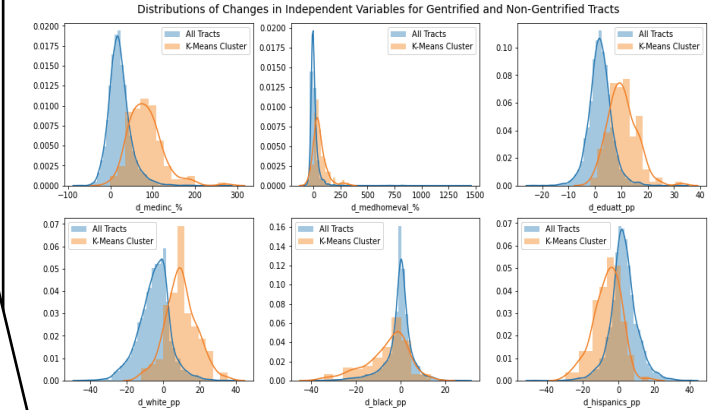 Distributions of Changes in Independent Variables for Gentrified and Non-Gentrified Tracts
0.0200
0.0175
0.0150
0.0125
0.0100
0.0075
0.0050
0.0025
0.0000
All Tracts
K-Means Cluster
−100 0 100 200 300
d_medinc_%
0.0200
0.0175
0.0150
0.0125
0.0100
0.0075
0.0050
0.0025
0.0000
All Tracts
K-Means Cluster
0 250 500 750 1000 1250 1500
d_medhomeval_%
0.10
0.08
0.06
0.04
0.02
0.00
All Tracts
K-Means Cluster
−20 −10 0 10 20 30 40
d_eduatt_pp
0.07
0.06
0.05
0.04
0.03
0.02
0.01
0.00
All Tracts
K-Means Cluster
−40 −20 0 20 40
d_white_pp
0.16
0.14
0.12
0.10
0.08
0.06
0.04
0.02
0.00
All Tracts
K-Means Cluster
−40 −20 0 20
d_black_pp
0.07
0.06
0.05
0.04
0.03
0.02
0.01
0.00
All Tracts
K-Means Cluster
−40 −20 0 20 40
d_hispanics_pp